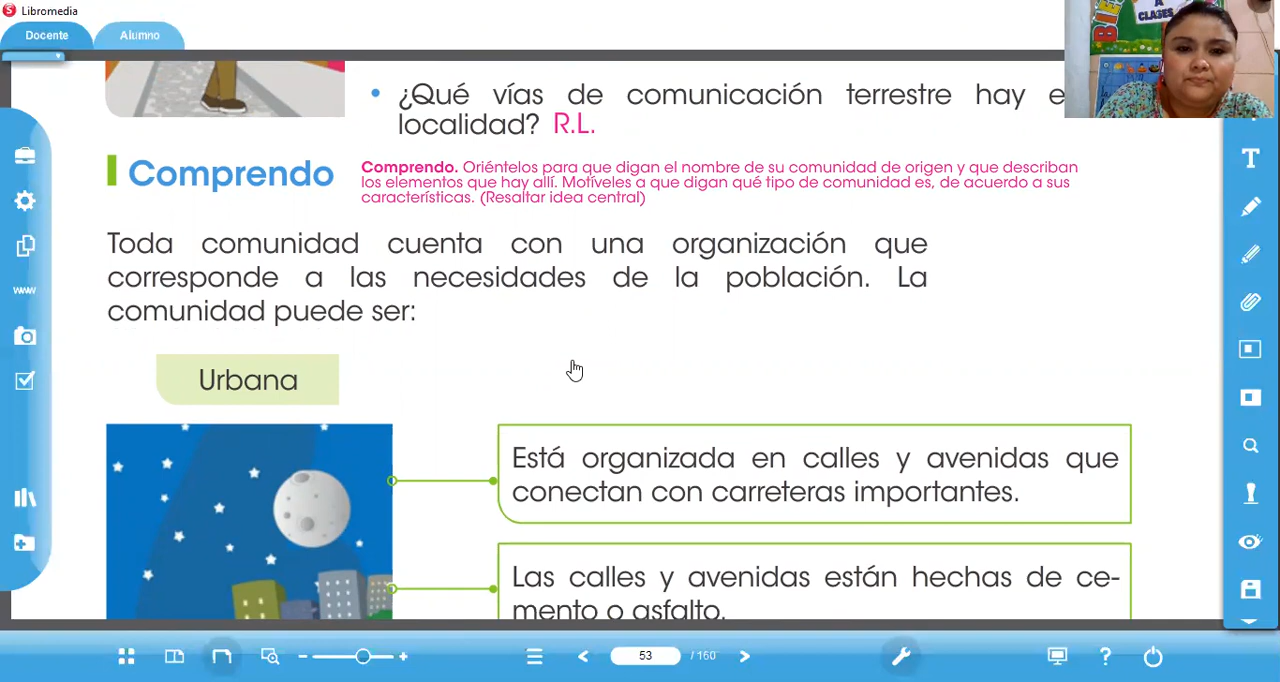 Libromedia
Docente
Alumno
A
CLASES
¿Qué vías de comunicación terrestre hay e
localidad? R.L.
Comprendo
Comprendo. Oriéntelos para que digan el nombre de su comunidad de origen y que describan
los elementos que hay allí. Motíveles a que digan qué tipo de comunidad es, de acuerdo a sus
características. (Resaltar idea central)
Toda comunidad cuenta con una organización que
corresponde a las necesidades de la población. La
comunidad puede ser:
Urbana
Está organizada en calles y avenidas que
conectan con carreteras importantes.
Las calles y avenidas están hechas de ce-
mento o asfalto.
www
T
53 / 160